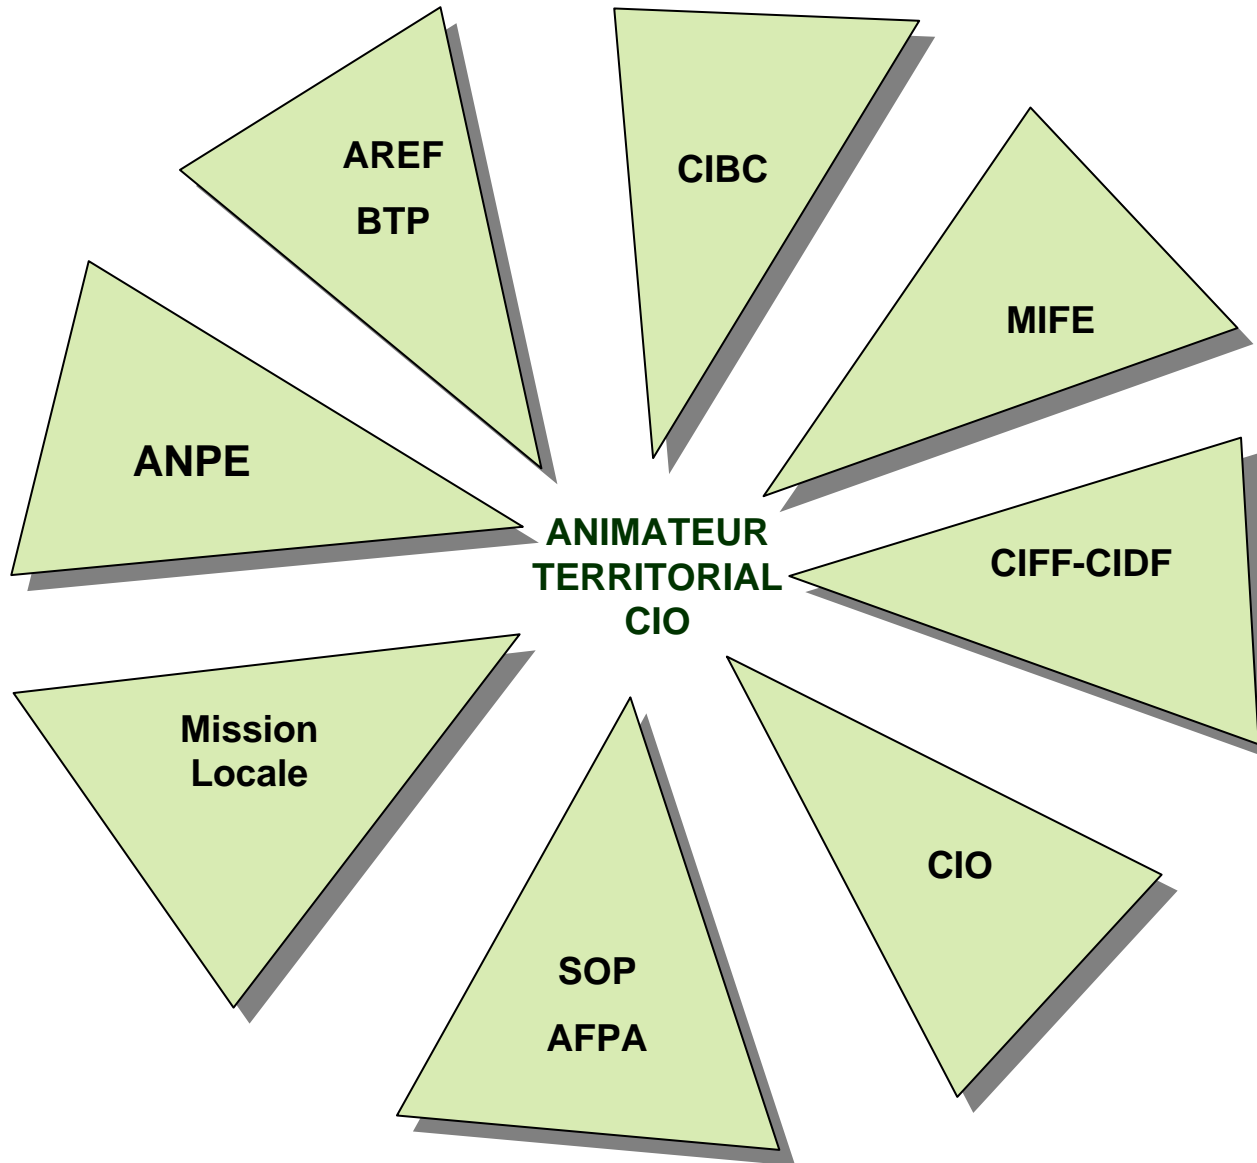 AREF
BTP
CIBC
MIFE
ANPE
ANIMATEUR
TERRITORIAL
CIO
CIFF-CIDF
Mission
Locale
CIO
SOP
AFPA